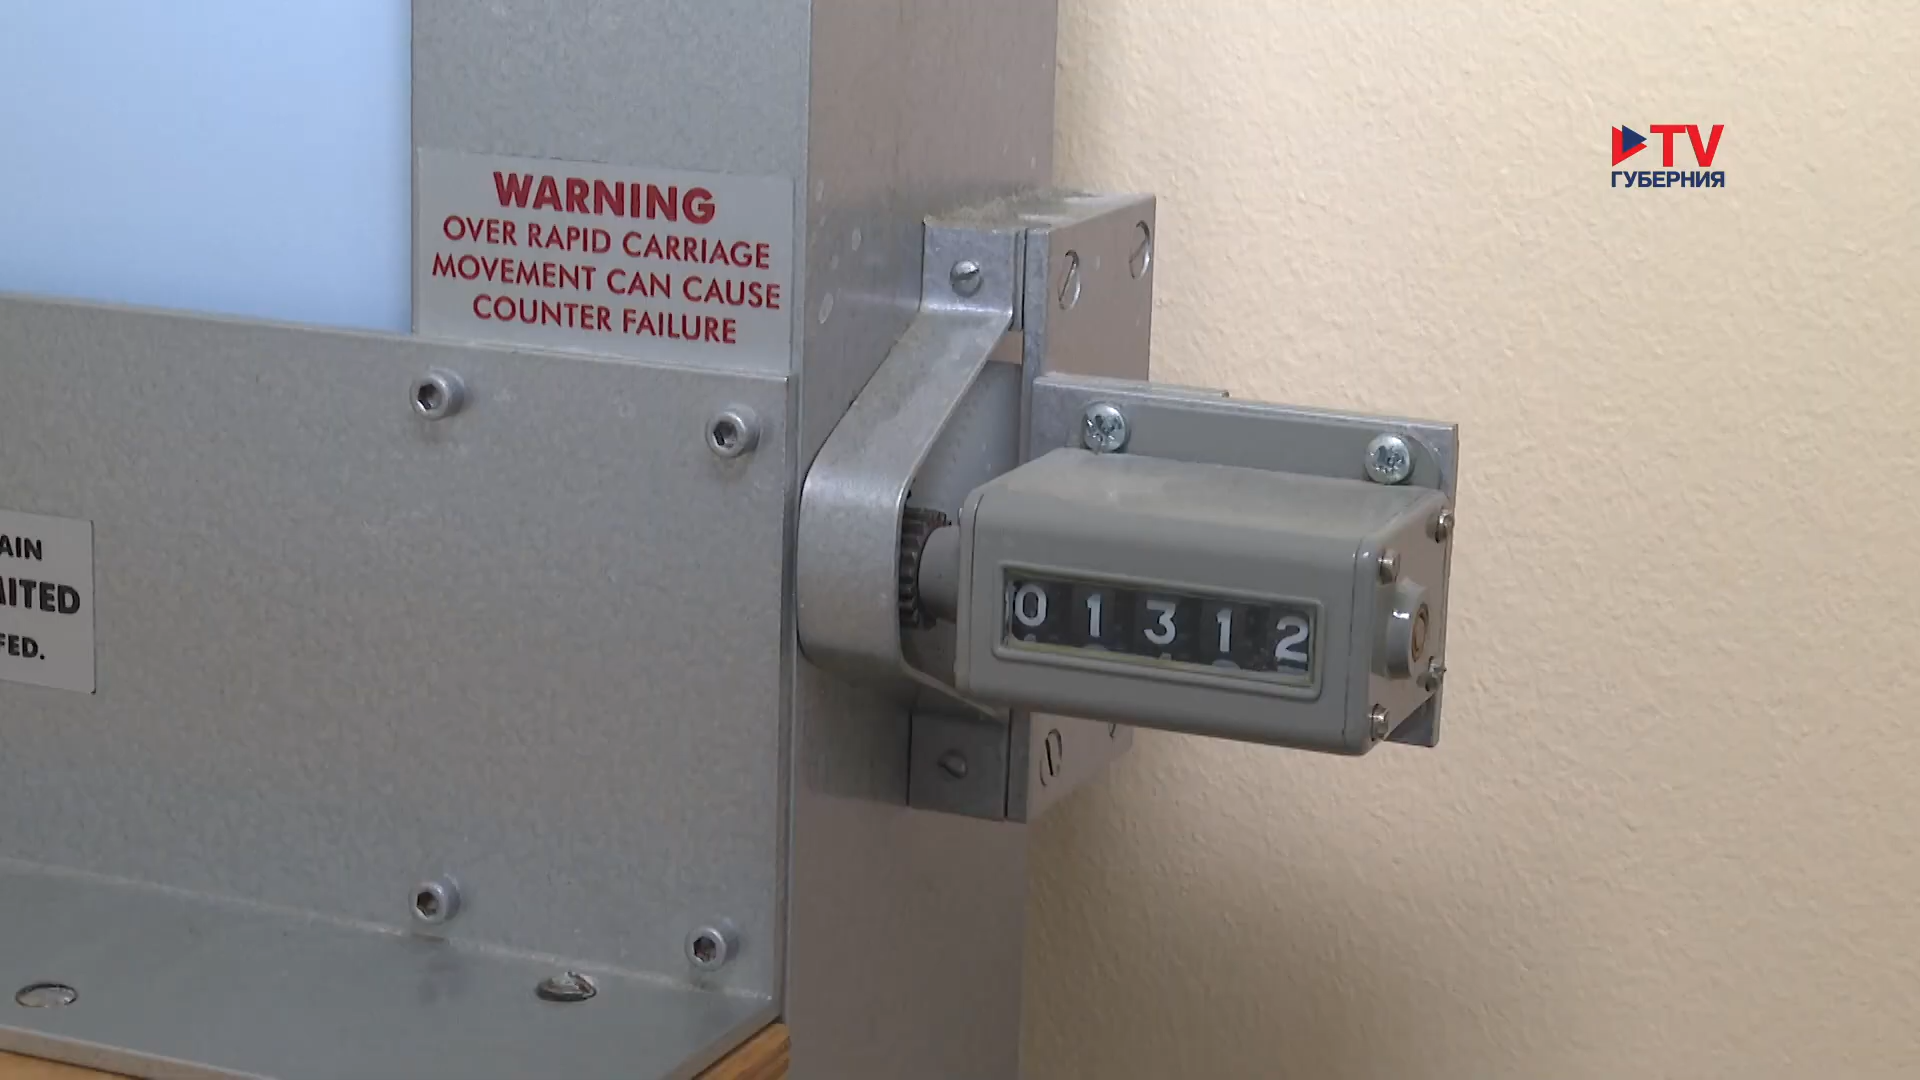 TV
ГУБЕРНИЯ
WARNING
OVER RAPID CARRIAGE
MOVEMENT CAN CAUSE
COUNTER FAILURE
01312